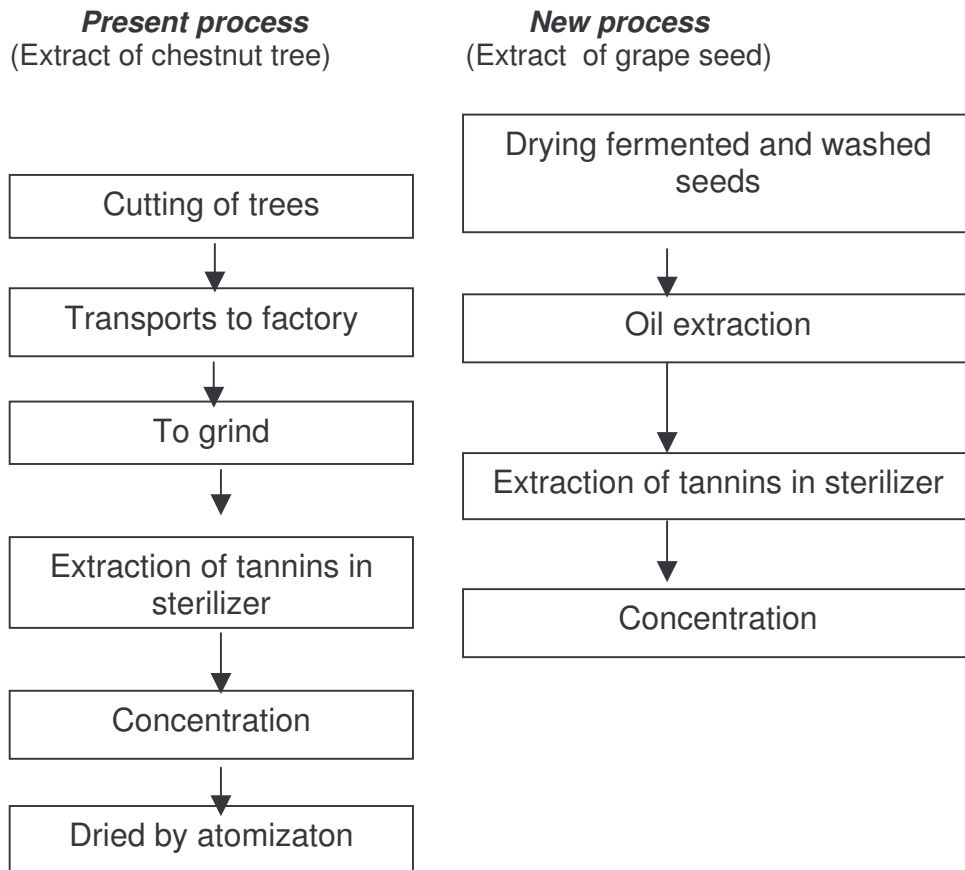 Present process
(Extract of chestnut tree)
Cutting of trees
Transports to factory
To grind
Extraction of tannins in
sterilizer
Concentration
Dried by atomizaton
New process
(Extract of grape seed)
Drying fermented and washed
seeds
Oil extraction
Extraction of tannins in sterilizer
Concentration